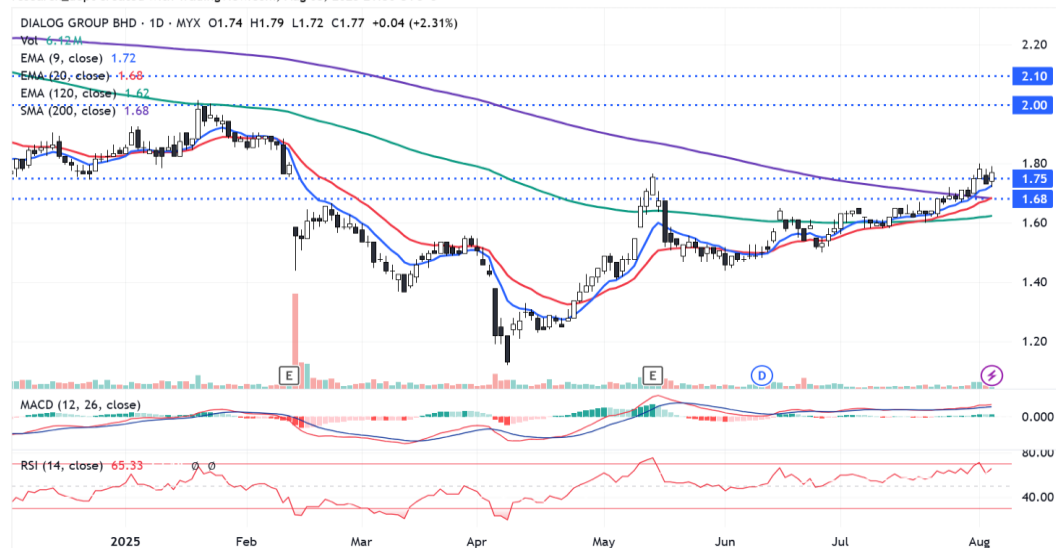 DIALOG GROUP BHD · 1D · MYX O1.74 H1.79 L1.72 C1.77 +0.04 (+2.31%)
Vol 6.12M
EMA (9, close) 1.72
EMA (20, close) 1.68
EMA (120, close) 1.62
SMA (200, close) 1.68
2.20
2.10
2.00
1.80
1.75
1.68
1.60
1.40
1.20
E
E
D
MACD (12, 26, close)
0.000
80.00
RSI (14, close) 65.33 Ø Ø
40.00
2025 Feb Mar Apr May Jun Jul Aug